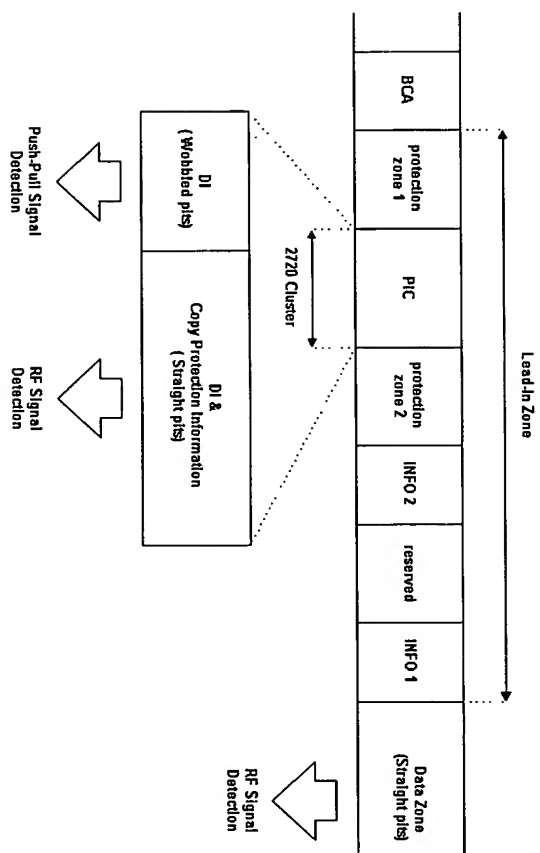 Lead-In Zone
BCA
protection
zone 1
PIC
protection
zone 2
INFO 2
reserved
INFO 1
Data Zone
(Straight pits)
2720 Cluster
RF Signal
Detection
DI
( Wobbled pits)
DI &
Copy Protection Information
( Straight pits)
Push-Pull Signal
Detection
RF Signal
Detection